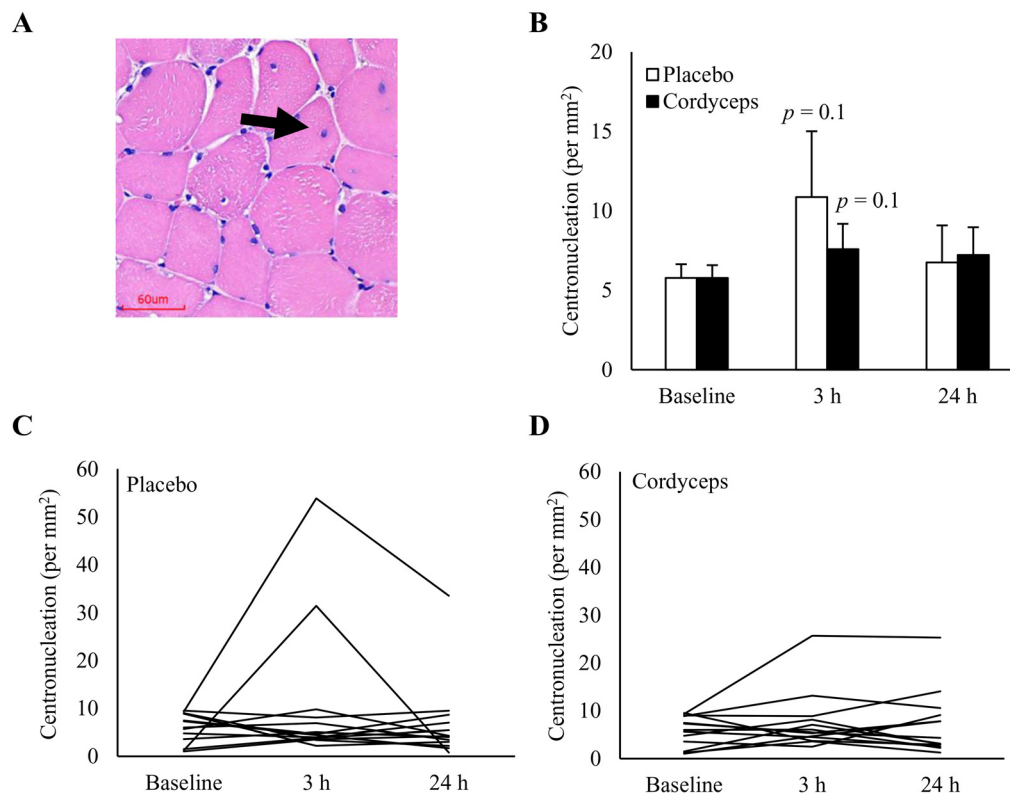 A
60um
B
Centronucleation (per mm²)
20
15
10
5
0
Placebo
Cordyceps
p = 0.1
p = 0.1
Baseline
3 h
24 h
C
Centronucleation (per mm²)
60
50
40
30
20
10
0
Placebo
Baseline
3 h
24 h
D
Centronucleation (per mm²)
60
50
40
30
20
10
0
Cordyceps
Baseline
3 h
24 h